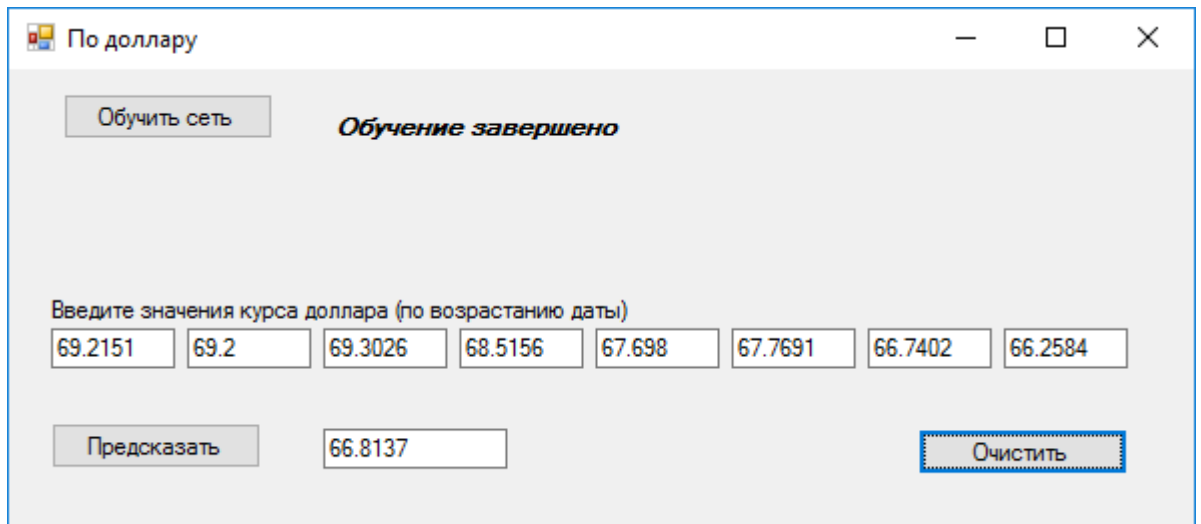 По доллару
Обучить сеть Обучение завершено
Введите значения курса доллара (по возрастанию даты)
69.2151 69.2 69.3026 68.5156 67.698 67.7691 66.7402 66.2584
Предсказать 66.8137 Очистить